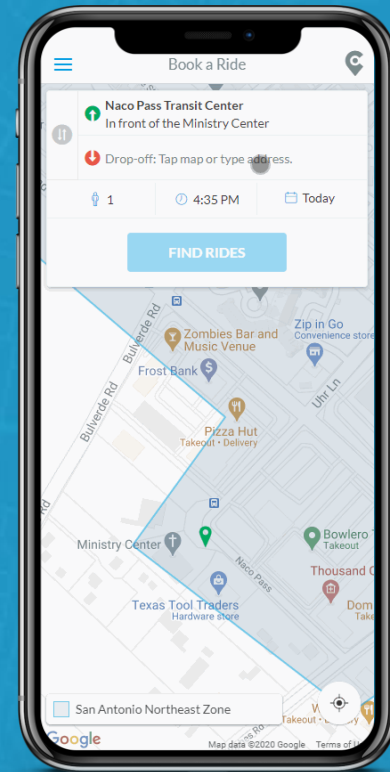 Book a Ride
Naco Pass Transit Center
In front of the Ministry Center
Drop-off: Tap map or type address.
1
4:35 PM
Today
FIND RIDES
Bulverde Rd
Zombies Bar and
Music Venue
Zip in Go
Convenience store
Frost Bank
Uhr Ln
Bulverde Rd
Pizza Hut
Takeout • Delivery
Ministry Center
Bowlero
Takeout
Naco Pass
Thousand
Texas Tool Traders
Hardware store
Dom
Take
San Antonio Northeast Zone
W
Takeout •
Google
Map data ©2020 Google
Terms of U